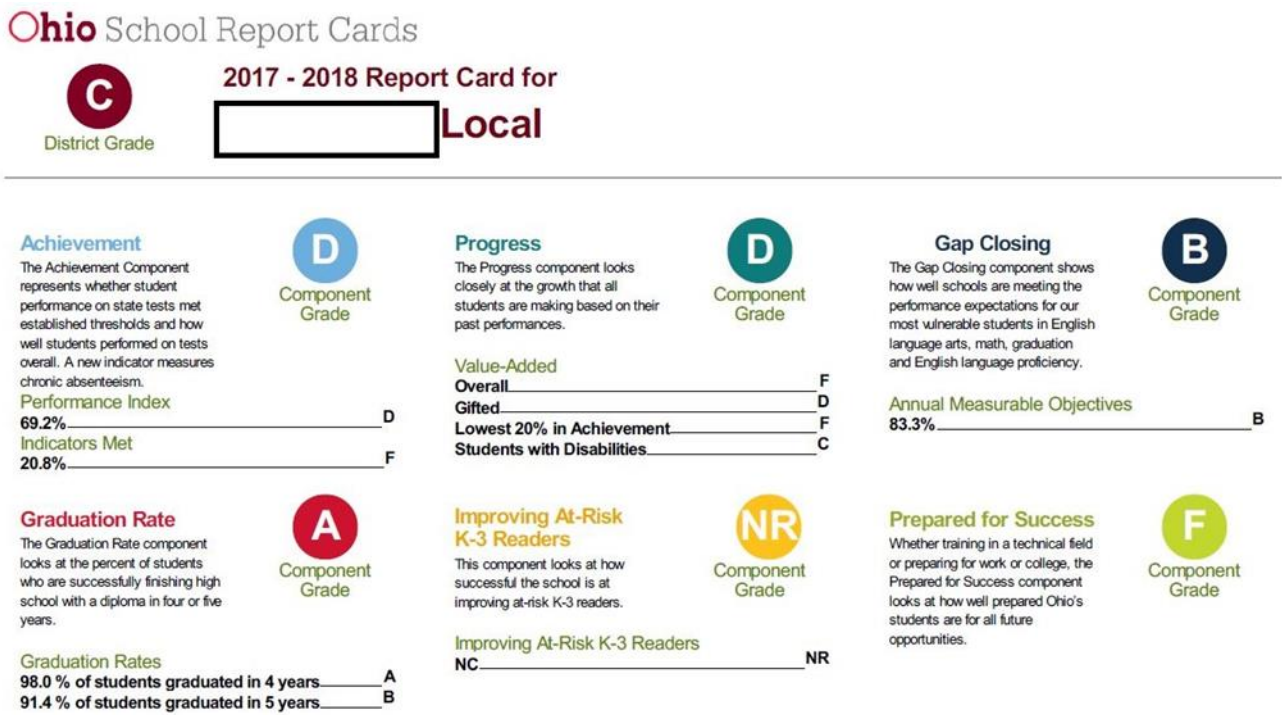 Ohio School Report Cards
C
District Grade
2017 - 2018 Report Card for
Local
Achievement
The Achievement Component
represents whether student
performance on state tests met
established thresholds and how
well students performed on tests
overall. A new indicator measures
chronic absenteeism.
D
Component
Grade
Performance Index
69.2% D
Indicators Met
20.8% F
Progress
The Progress component looks
closely at the growth that all
students are making based on their
past performances.
D
Component
Grade
Value-Added
Overall F
Gifted D
Lowest 20% in Achievement F
Students with Disabilities C
Gap Closing
The Gap Closing component shows
how well schools are meeting the
performance expectations for our
most vulnerable students in English
language arts, math, graduation
and English language proficiency.
B
Component
Grade
Annual Measurable Objectives
83.3% B
Graduation Rate
The Graduation Rate component
looks at the percent of students
who are successfully finishing high
school with a diploma in four or five
years.
A
Component
Grade
Graduation Rates
98.0 % of students graduated in 4 years A
91.4 % of students graduated in 5 years B
Improving At-Risk
K-3 Readers
This component looks at how
successful the school is at
improving at-risk K-3 readers.
NR
Component
Grade
Improving At-Risk K-3 Readers
NC NR
Prepared for Success
Whether training in a technical field
or preparing for work or college, the
Prepared for Success component
looks at how well prepared Ohio's
students are for all future
opportunities.
F
Component
Grade